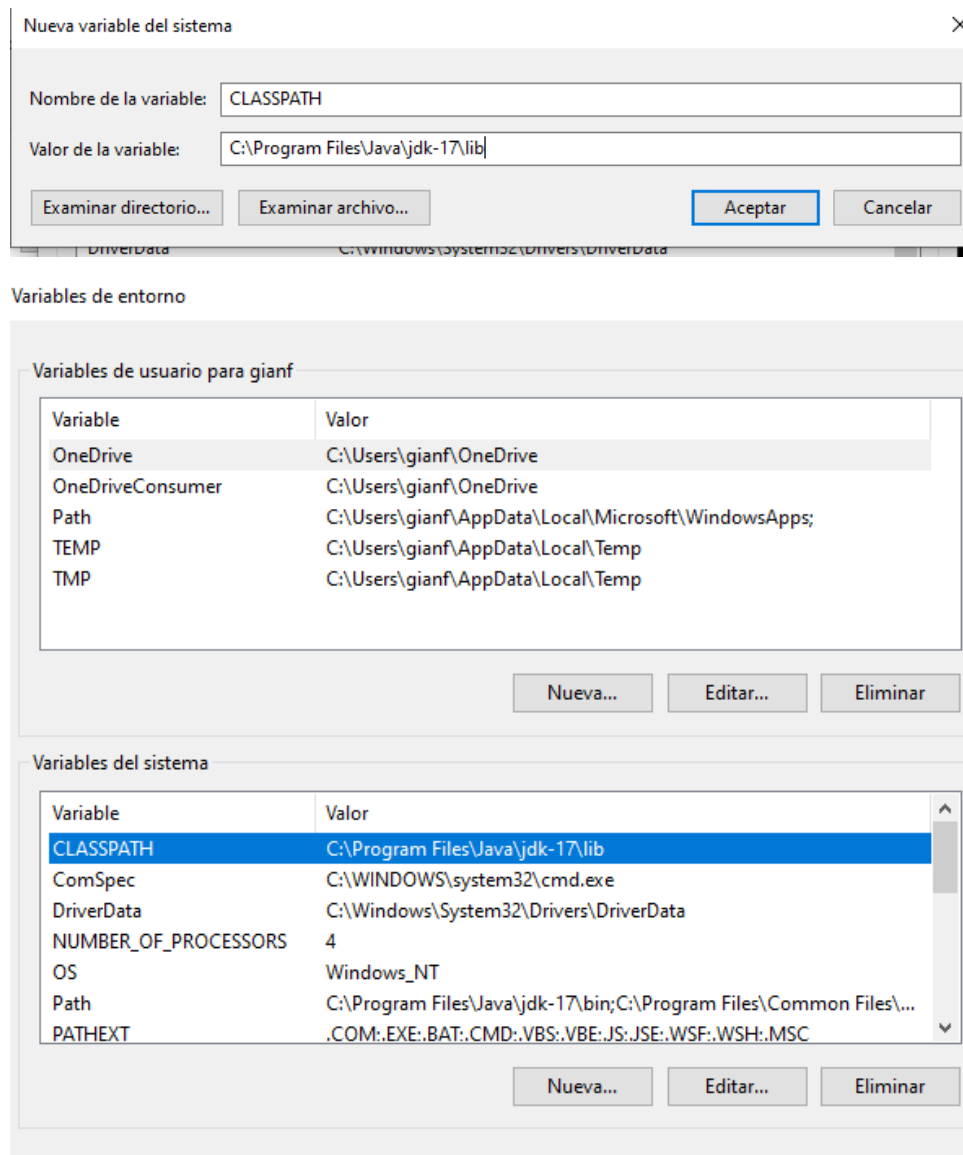 Nueva variable del sistema
Nombre de la variable: CLASSPATH
Valor de la variable: C:\Program Files\Java\jdk-17\lib
Examinar directorio... Examinar archivo... Aceptar Cancelar
DriverData C:\Windows\System32\Drivers\DriverData
Variables de entorno
Variables de usuario para gianf
Variable Valor
OneDrive C:\Users\gianf\OneDrive
OneDriveConsumer C:\Users\gianf\OneDrive
Path C:\Users\gianf\AppData\Local\Microsoft\WindowsApps;
TEMP C:\Users\gianf\AppData\Local\Temp
TMP C:\Users\gianf\AppData\Local\Temp
Nueva... Editar... Eliminar
Variables del sistema
Variable Valor
CLASSPATH C:\Program Files\Java\jdk-17\lib
ComSpec C:\WINDOWS\system32\cmd.exe
DriverData C:\Windows\System32\Drivers\DriverData
NUMBER_OF_PROCESSORS 4
OS Windows_NT
Path C:\Program Files\Java\jdk-17\bin;C:\Program Files\Common Files\...
PATHEXT .COM;.EXE;.BAT;.CMD;.VBS;.VBE;.JS;.JSE;.WSF;.WSH;.MSC
Nueva... Editar... Eliminar